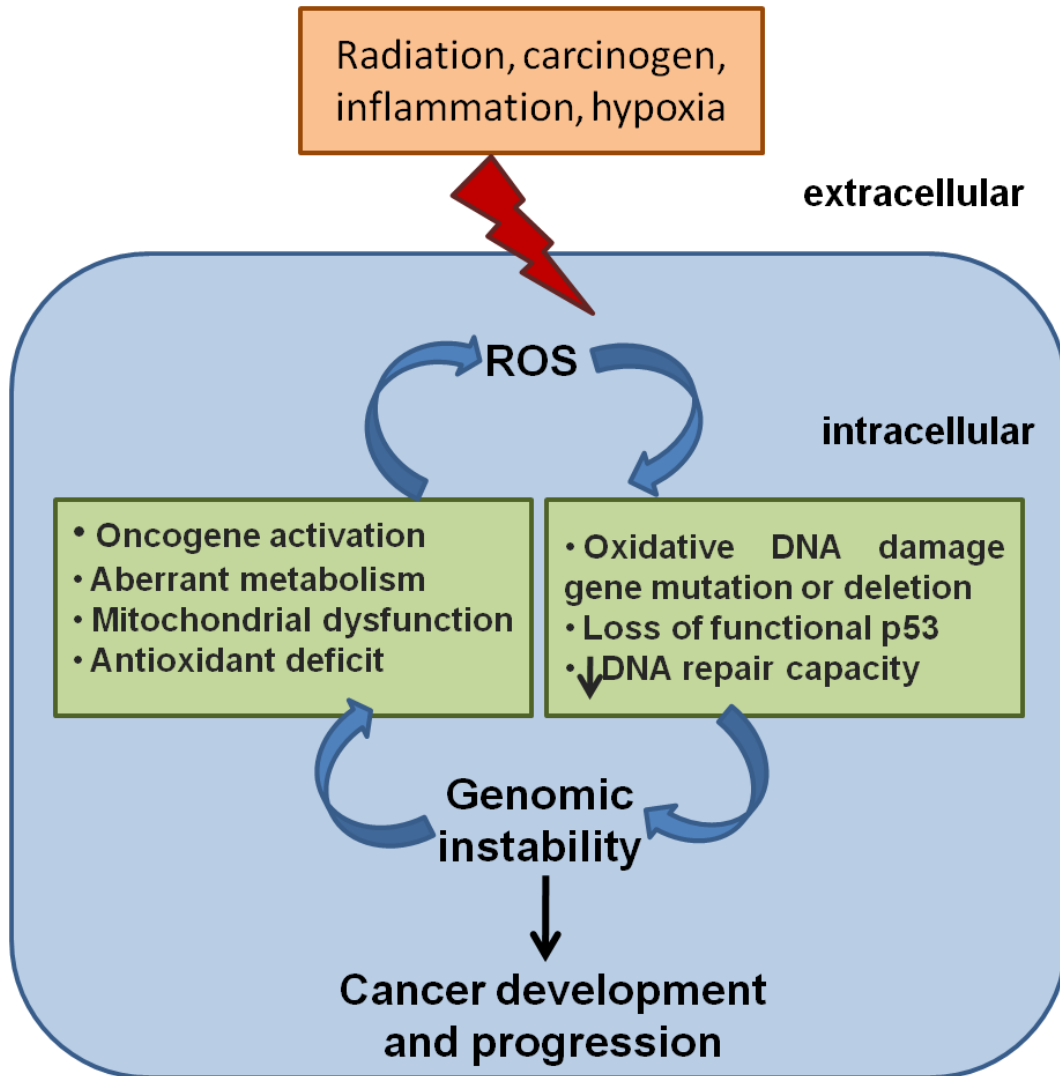 Radiation, carcinogen,
inflammation, hypoxia
extracellular
ROS
intracellular
• Oncogene activation
• Aberrant metabolism
• Mitochondrial dysfunction
• Antioxidant deficit
• Oxidative DNA damage
gene mutation or deletion
• Loss of functional p53
• ↓DNA repair capacity
Genomic
instability
Cancer development
and progression